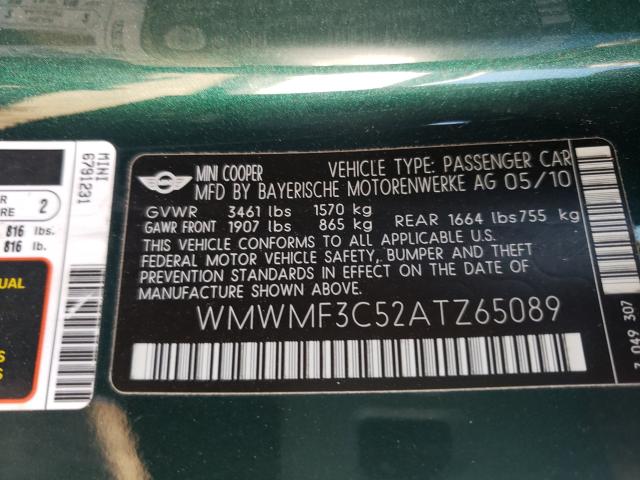 MINI COOPER VEHICLE TYPE: PASSENGER CAR
MFD BY BAYERISCHE MOTORENWERKE AG 05/10
GVWR 3461 lbs 1570 kg
GAWR FRONT 1907 lbs 865 kg REAR 1664 lbs755 kg
THIS VEHICLE CONFORMS TO ALL APPLICABLE U.S.
FEDERAL MOTOR VEHICLE SAFETY, BUMPER AND THEFT
PREVENTION STANDARDS IN EFFECT ON THE DATE OF
MANUFACTURE SHOWN ABOVE.
WMWMF3C52ATZ65089
7 049 307
MINI
6791291
2
816 lbs
816 lb.